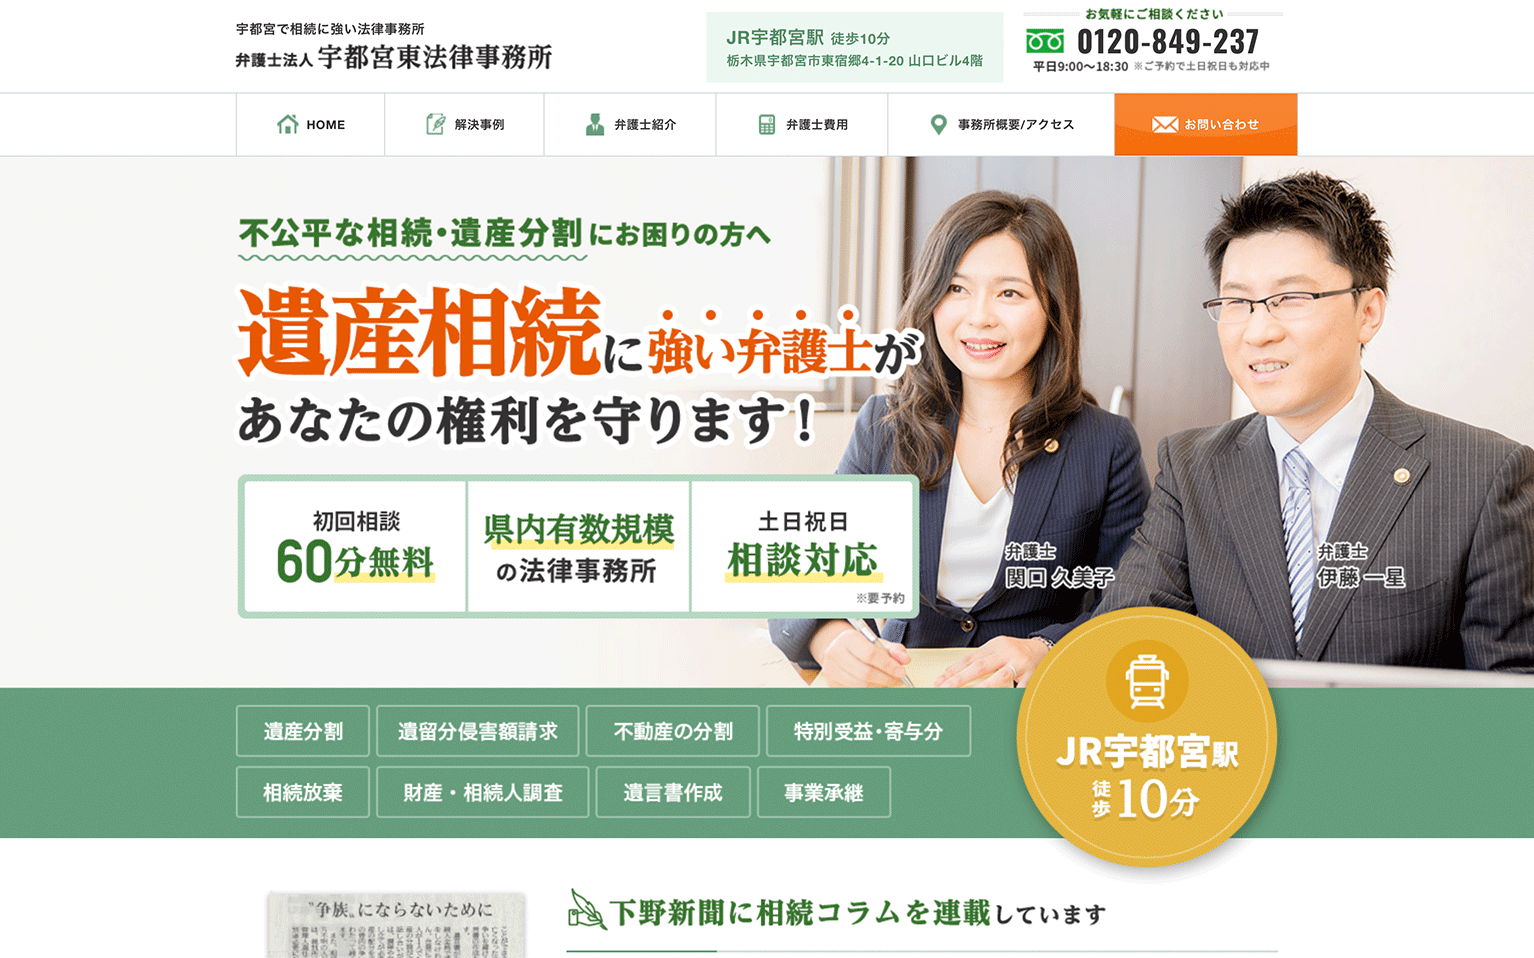 宇都宮で相続に強い法律事務所
弁護士法人 宇都宮東法律事務所
JR宇都宮駅 徒歩10分
栃木県宇都宮市東宿郷4-1-20 山口ビル4階
お気軽にご相談ください
0120-849-237
平日9:00〜18:30 ※ご予約で土日祝日も対応中
HOME
解決事例
弁護士紹介
弁護士費用
事務所概要/アクセス
お問い合わせ
不公平な相続・遺産分割にお困りの方へ
遺産相続に強い弁護士が
あなたの権利を守ります！
初回相談
60分無料
県内有数規模
の法律事務所
土日祝日
相談対応
※要予約
弁護士
関口 久美子
弁護士
伊藤 一星
遺産分割
遺留分侵害額請求
不動産の分割
特別受益・寄与分
相続放棄
財産・相続人調査
遺言書作成
事業承継
JR宇都宮駅
徒歩10分
“争族„にならないために
下野新聞に相続コラムを連載しています